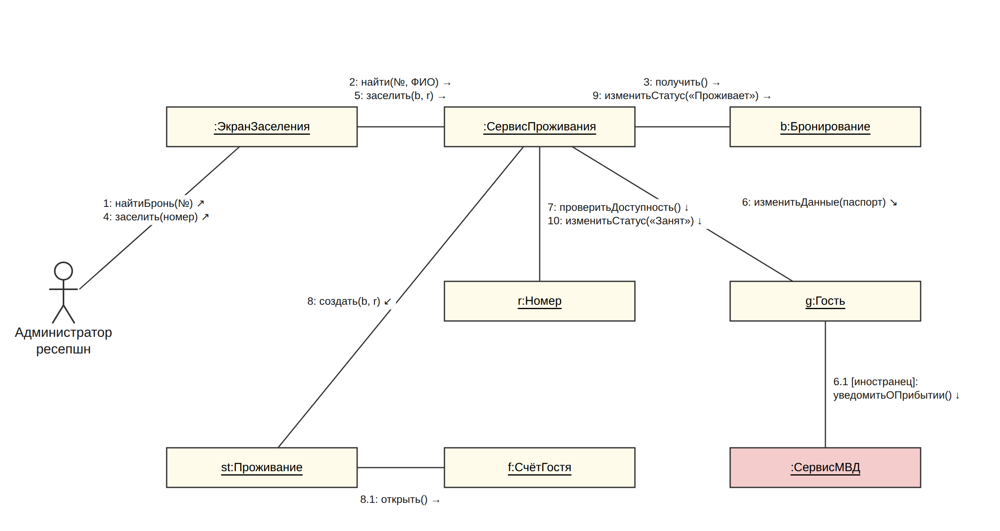 2: найти(№, ФИО) →
5: заселить(b, r) →
3: получить() →
9: изменитьСтатус(«Проживает») →
:ЭкранЗаселения
:СервисПроживания
b:Бронирование
1: найтиБронь(№) ↗
4: заселить(номер) ↗
7: проверитьДоступность() ↓
10: изменитьСтатус(«Занят») ↓
6: изменитьДанные(паспорт) ↘
8: создать(b, r) ↙
r:Номер
g:Гость
Администратор
ресепшн
6.1 [иностранец]:
уведомитьОПрибытии() ↓
st:Проживание
f:СчётГостя
:СервисМВД
8.1: открыть() →